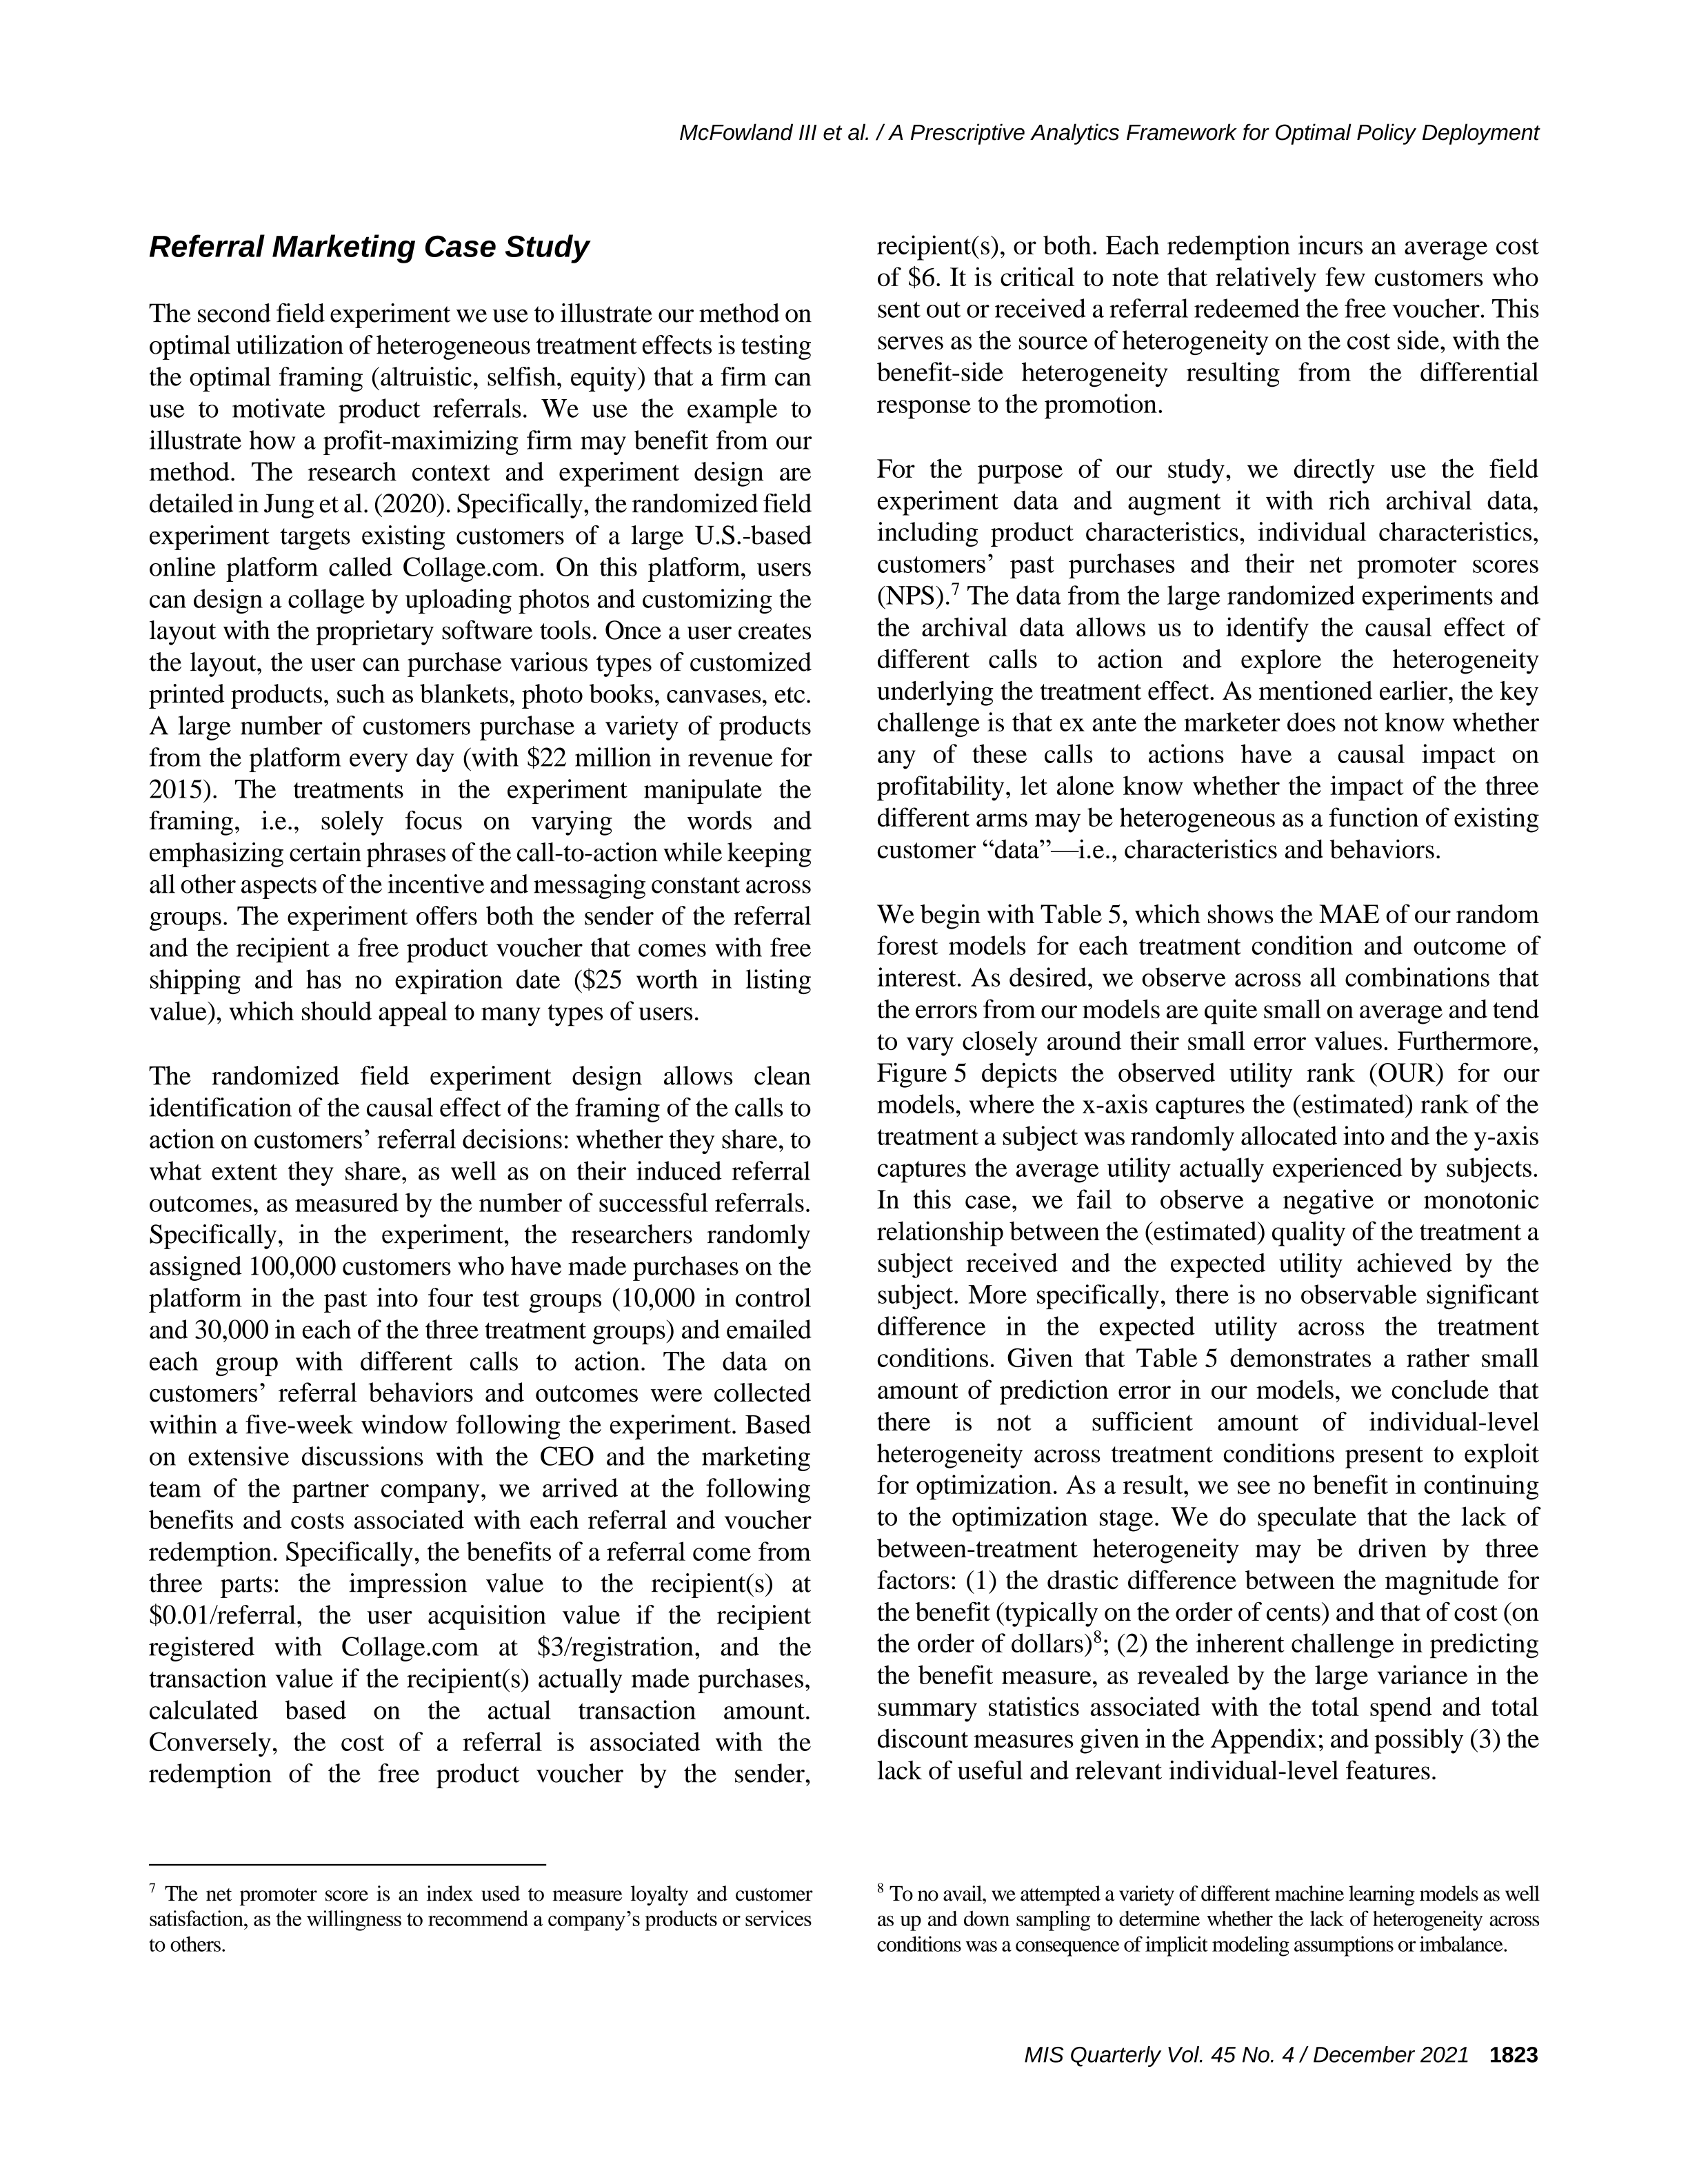 McFowland III et al. / A Prescriptive Analytics Framework for Optimal Policy Deployment
Referral Marketing Case Study
The second field experiment we use to illustrate our method on
optimal utilization of heterogeneous treatment effects is testing
the optimal framing (altruistic, selfish, equity) that a firm can
use to motivate product referrals. We use the example to
illustrate how a profit-maximizing firm may benefit from our
method. The research context and experiment design are
detailed in Jung et al. (2020). Specifically, the randomized field
experiment targets existing customers of a large U.S.-based
online platform called Collage.com. On this platform, users
can design a collage by uploading photos and customizing the
layout with the proprietary software tools. Once a user creates
the layout, the user can purchase various types of customized
printed products, such as blankets, photo books, canvases, etc.
A large number of customers purchase a variety of products
from the platform every day (with $22 million in revenue for
2015). The treatments in the experiment manipulate the
framing, i.e., solely focus on varying the words and
emphasizing certain phrases of the call-to-action while keeping
all other aspects of the incentive and messaging constant across
groups. The experiment offers both the sender of the referral
and the recipient a free product voucher that comes with free
shipping and has no expiration date ($25 worth in listing
value), which should appeal to many types of users.
The randomized field experiment design allows clean
identification of the causal effect of the framing of the calls to
action on customers’ referral decisions: whether they share, to
what extent they share, as well as on their induced referral
outcomes, as measured by the number of successful referrals.
Specifically, in the experiment, the researchers randomly
assigned 100,000 customers who have made purchases on the
platform in the past into four test groups (10,000 in control
and 30,000 in each of the three treatment groups) and emailed
each group with different calls to action. The data on
customers’ referral behaviors and outcomes were collected
within a five-week window following the experiment. Based
on extensive discussions with the CEO and the marketing
team of the partner company, we arrived at the following
benefits and costs associated with each referral and voucher
redemption. Specifically, the benefits of a referral come from
three parts: the impression value to the recipient(s) at
$0.01/referral, the user acquisition value if the recipient
registered with Collage.com at $3/registration, and the
transaction value if the recipient(s) actually made purchases,
calculated based on the actual transaction amount.
Conversely, the cost of a referral is associated with the
redemption of the free product voucher by the sender,
recipient(s), or both. Each redemption incurs an average cost
of $6. It is critical to note that relatively few customers who
sent out or received a referral redeemed the free voucher. This
serves as the source of heterogeneity on the cost side, with the
benefit-side heterogeneity resulting from the differential
response to the promotion.
For the purpose of our study, we directly use the field
experiment data and augment it with rich archival data,
including product characteristics, individual characteristics,
customers’ past purchases and their net promoter scores
(NPS).7 The data from the large randomized experiments and
the archival data allows us to identify the causal effect of
different calls to action and explore the heterogeneity
underlying the treatment effect. As mentioned earlier, the key
challenge is that ex ante the marketer does not know whether
any of these calls to actions have a causal impact on
profitability, let alone know whether the impact of the three
different arms may be heterogeneous as a function of existing
customer “data”—i.e., characteristics and behaviors.
We begin with Table 5, which shows the MAE of our random
forest models for each treatment condition and outcome of
interest. As desired, we observe across all combinations that
the errors from our models are quite small on average and tend
to vary closely around their small error values. Furthermore,
Figure 5 depicts the observed utility rank (OUR) for our
models, where the x-axis captures the (estimated) rank of the
treatment a subject was randomly allocated into and the y-axis
captures the average utility actually experienced by subjects.
In this case, we fail to observe a negative or monotonic
relationship between the (estimated) quality of the treatment a
subject received and the expected utility achieved by the
subject. More specifically, there is no observable significant
difference in the expected utility across the treatment
conditions. Given that Table 5 demonstrates a rather small
amount of prediction error in our models, we conclude that
there is not a sufficient amount of individual-level
heterogeneity across treatment conditions present to exploit
for optimization. As a result, we see no benefit in continuing
to the optimization stage. We do speculate that the lack of
between-treatment heterogeneity may be driven by three
factors: (1) the drastic difference between the magnitude for
the benefit (typically on the order of cents) and that of cost (on
the order of dollars)8; (2) the inherent challenge in predicting
the benefit measure, as revealed by the large variance in the
summary statistics associated with the total spend and total
discount measures given in the Appendix; and possibly (3) the
lack of useful and relevant individual-level features.
7 The net promoter score is an index used to measure loyalty and customer
satisfaction, as the willingness to recommend a company’s products or services
to others.
8 To no avail, we attempted a variety of different machine learning models as well
as up and down sampling to determine whether the lack of heterogeneity across
conditions was a consequence of implicit modeling assumptions or imbalance.
MIS Quarterly Vol. 45 No. 4 / December 2021 1823